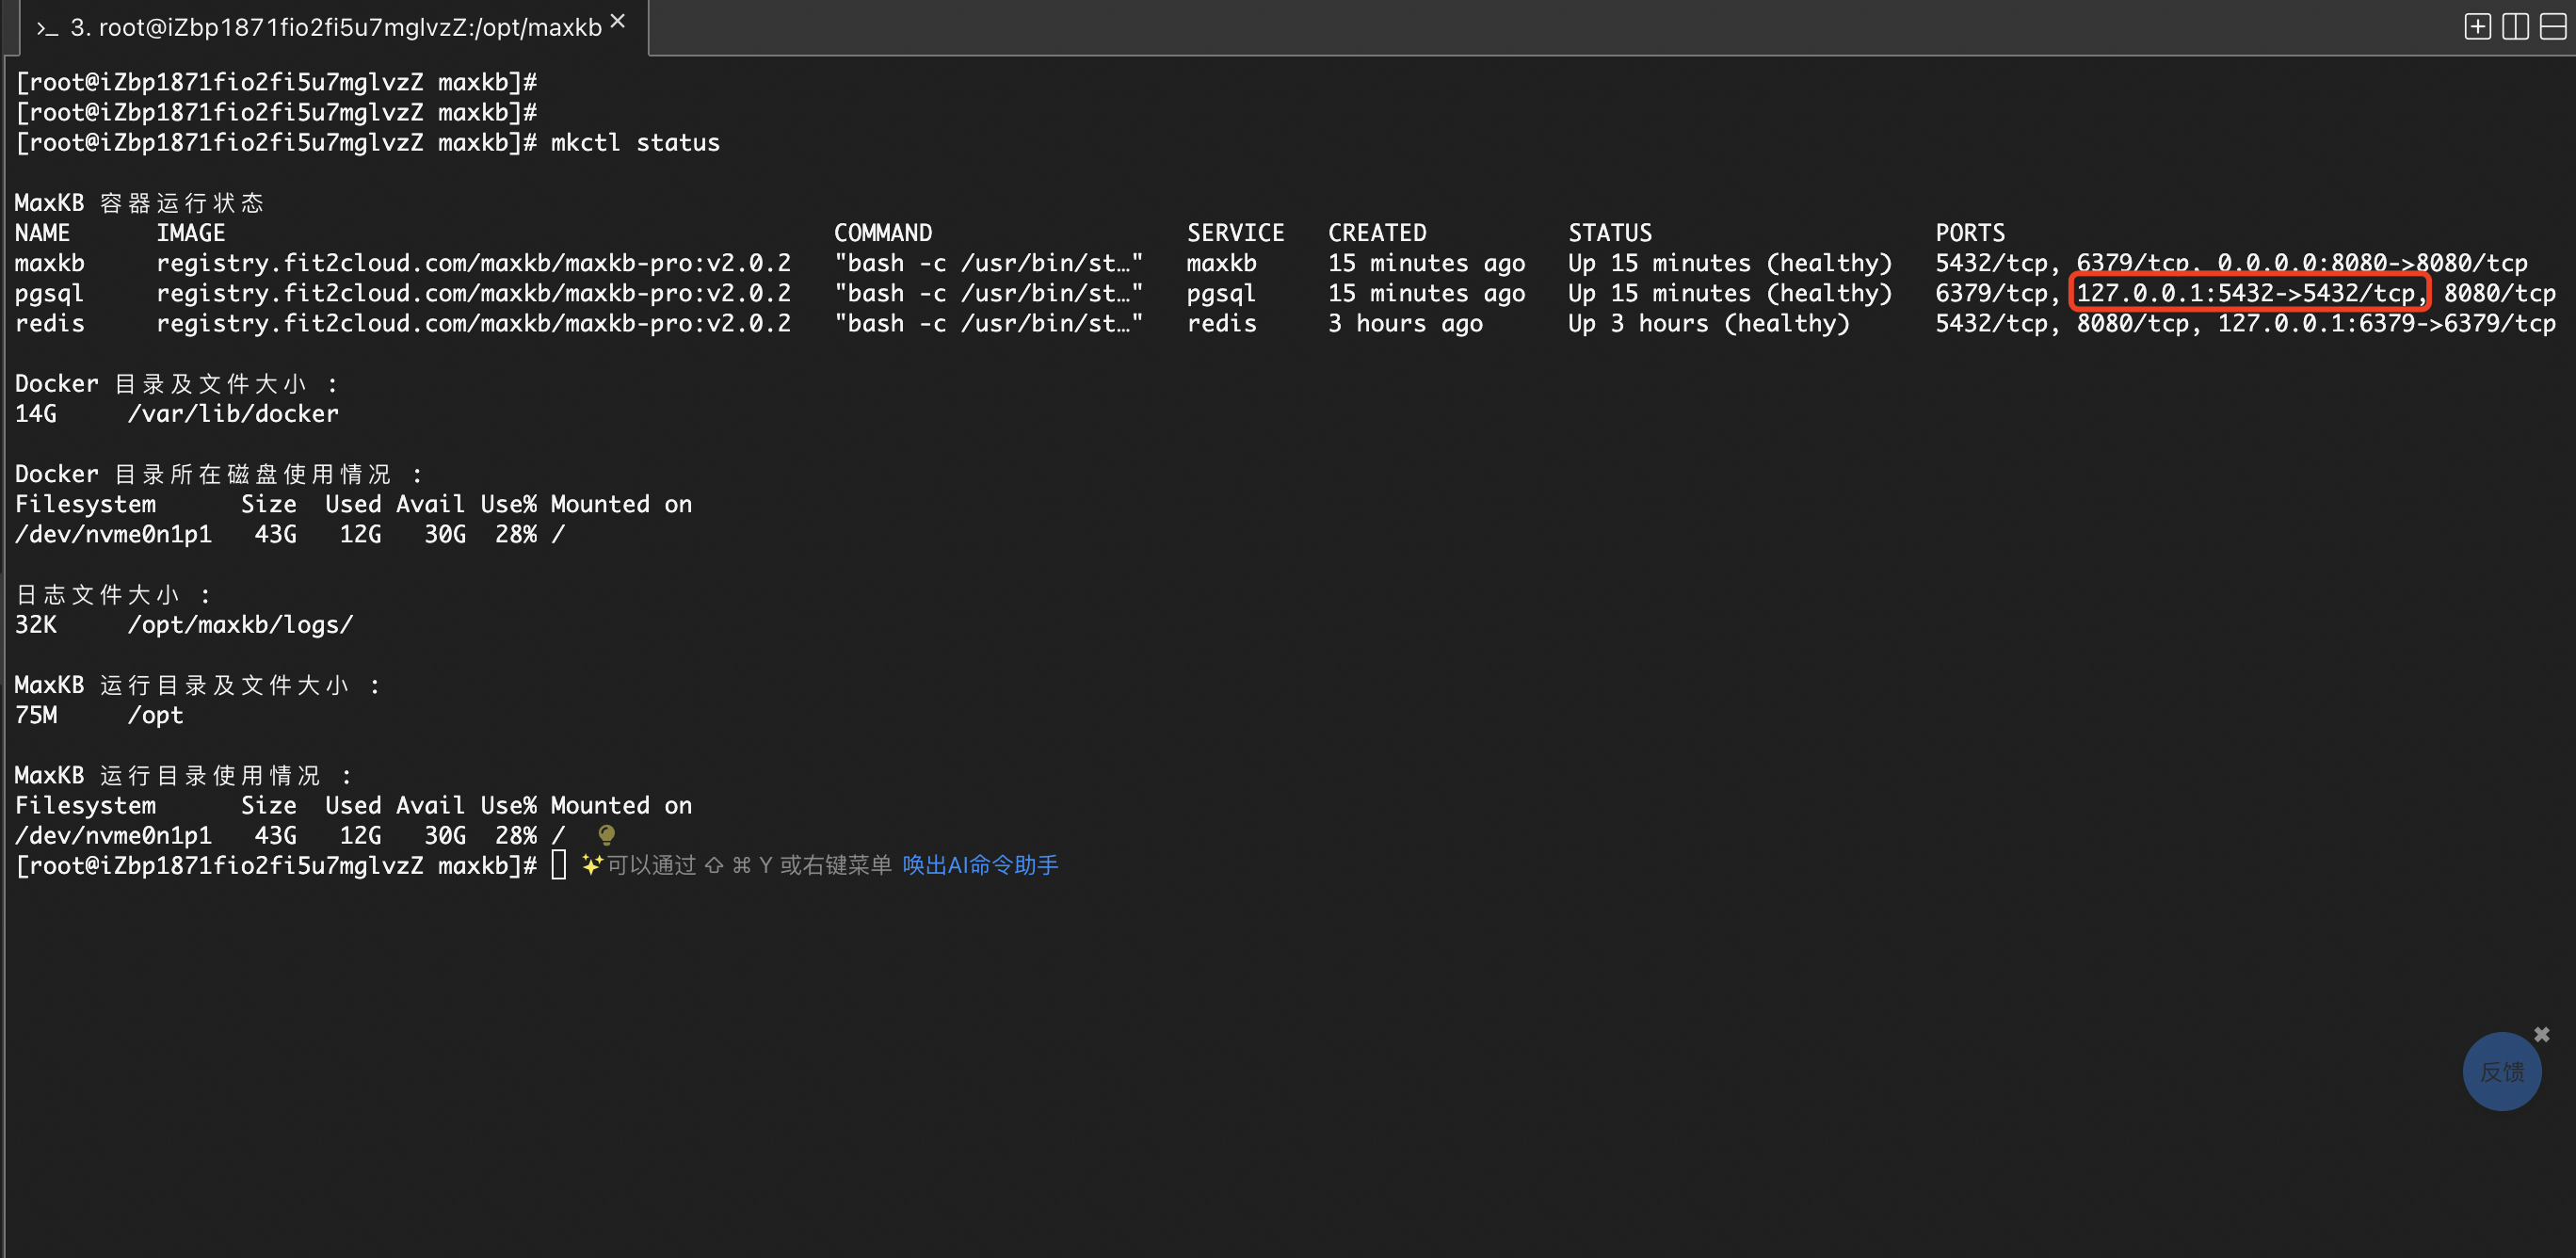 >_ 3. root@iZbp1871fio2fi5u7mglvzZ:/opt/maxkb ×
[root@iZbp1871fio2fi5u7mglvzZ maxkb]#
[root@iZbp1871fio2fi5u7mglvzZ maxkb]#
[root@iZbp1871fio2fi5u7mglvzZ maxkb]# mkctl status
MaxKB 容器运行状态
NAME IMAGE COMMAND SERVICE CREATED STATUS PORTS
maxkb registry.fit2cloud.com/maxkb/maxkb-pro:v2.0.2 "bash -c /usr/bin/st…" maxkb 15 minutes ago Up 15 minutes (healthy) 5432/tcp, 6379/tcp, 0.0.0.0:8080->8080/tcp
pgsql registry.fit2cloud.com/maxkb/maxkb-pro:v2.0.2 "bash -c /usr/bin/st…" pgsql 15 minutes ago Up 15 minutes (healthy) 6379/tcp, 127.0.0.1:5432->5432/tcp, 8080/tcp
redis registry.fit2cloud.com/maxkb/maxkb-pro:v2.0.2 "bash -c /usr/bin/st…" redis 3 hours ago Up 3 hours (healthy) 5432/tcp, 8080/tcp, 127.0.0.1:6379->6379/tcp
Docker 目录及文件大小 :
14G /var/lib/docker
Docker 目录所在磁盘使用情况 :
Filesystem Size Used Avail Use% Mounted on
/dev/nvme0n1p1 43G 12G 30G 28% /
日志文件大小 :
32K /opt/maxkb/logs/
MaxKB 运行目录及文件大小 :
75M /opt
MaxKB 运行目录使用情况 :
Filesystem Size Used Avail Use% Mounted on
/dev/nvme0n1p1 43G 12G 30G 28% /
[root@iZbp1871fio2fi5u7mglvzZ maxkb]# ✨可以通过 ⇧ ⌘ Y 或右键菜单 唤出AI命令助手
反馈